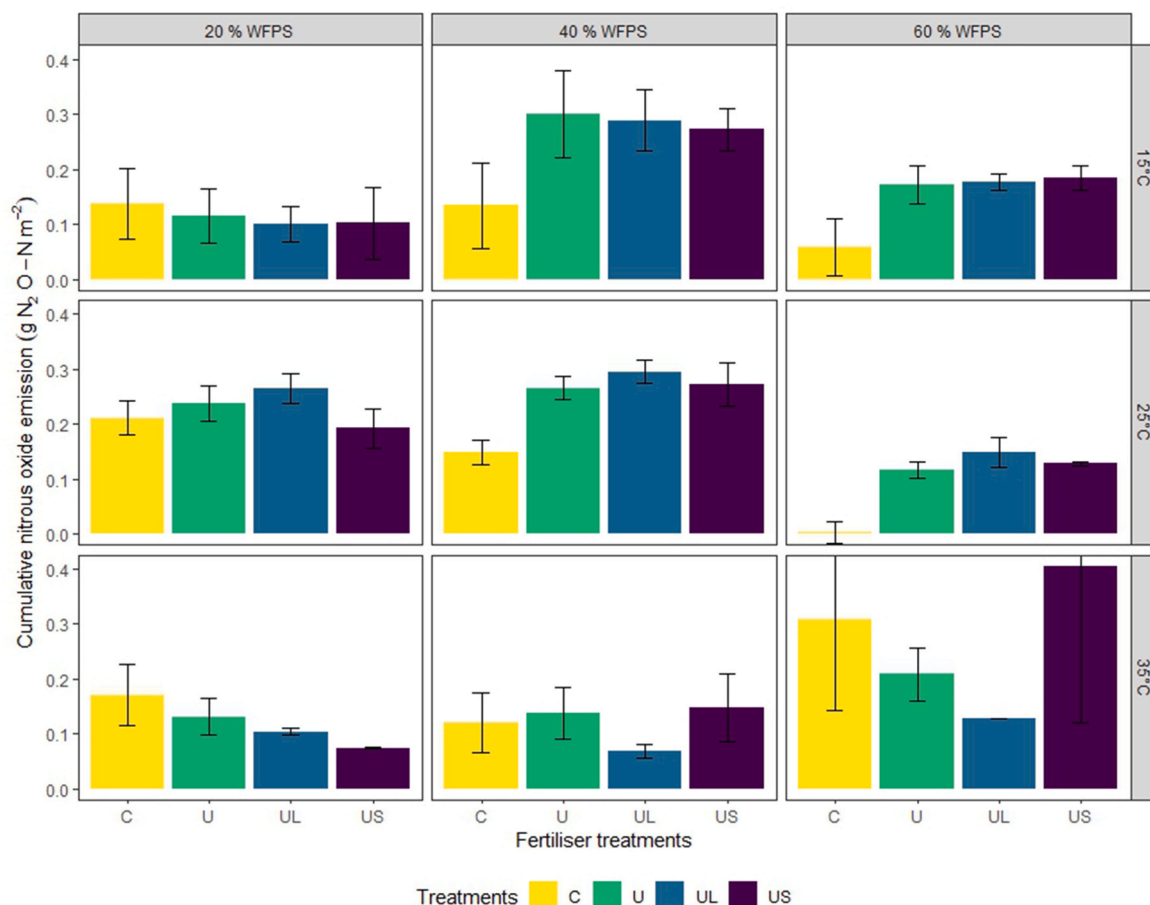 20 % WFPS 40 % WFPS 60 % WFPS
Cumulative nitrous oxide emission (g N₂ O−N m⁻²)
0.4
0.3
0.2
0.1
0.0
15°C
0.4
0.3
0.2
0.1
0.0
25°C
0.4
0.3
0.2
0.1
0.0
35°C
C U UL US C U UL US C U UL US
Fertiliser treatments
Treatments C U UL US